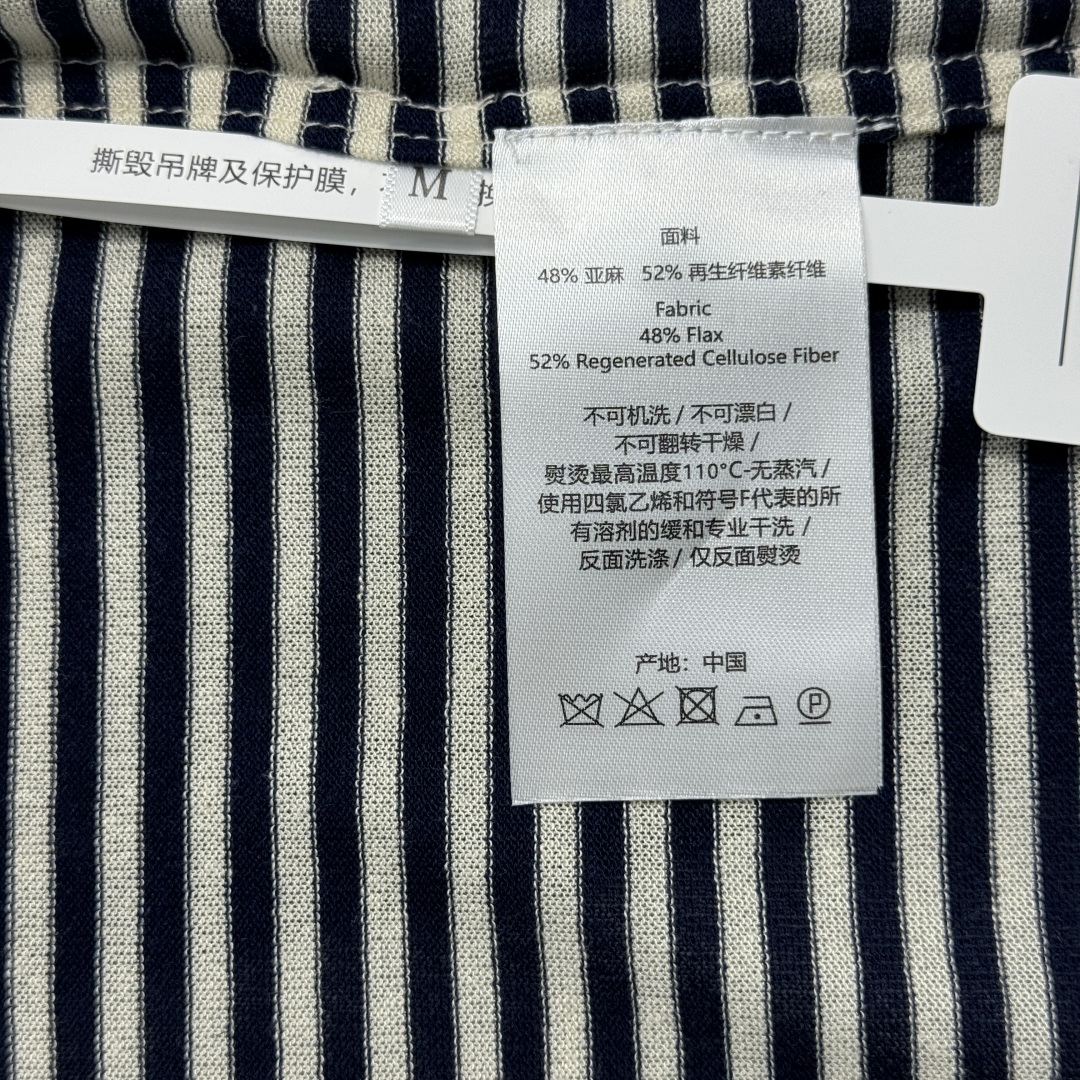 撕毁吊牌及保护膜，
M
换
面料
48% 亚麻 52% 再生纤维素纤维
Fabric
48% Flax
52% Regenerated Cellulose Fiber
不可机洗 / 不可漂白 /
不可翻转干燥 /
熨烫最高温度110°C-无蒸汽 /
使用四氯乙烯和符号F代表的所
有溶剂的缓和专业干洗 /
反面洗涤 / 仅反面熨烫
产地：中国
P